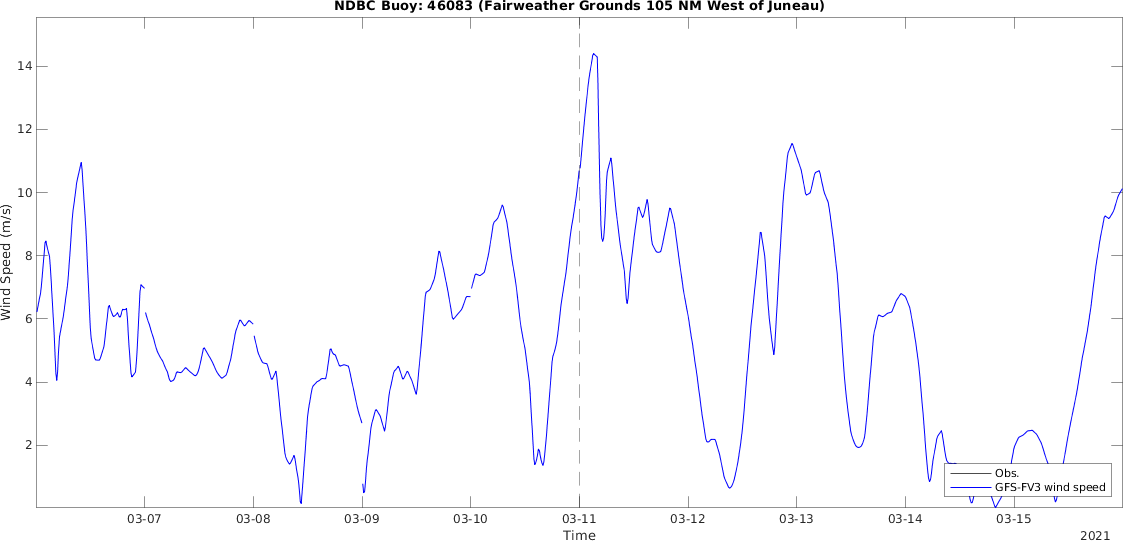 NDBC Buoy: 46083 (Fairweather Grounds 105 NM West of Juneau)
14
12
10
8
6
4
2
Wind Speed (m/s)
Obs.
GFS-FV3 wind speed
03-07 03-08 03-09 03-10 03-11 03-12 03-13 03-14 03-15
Time
2021